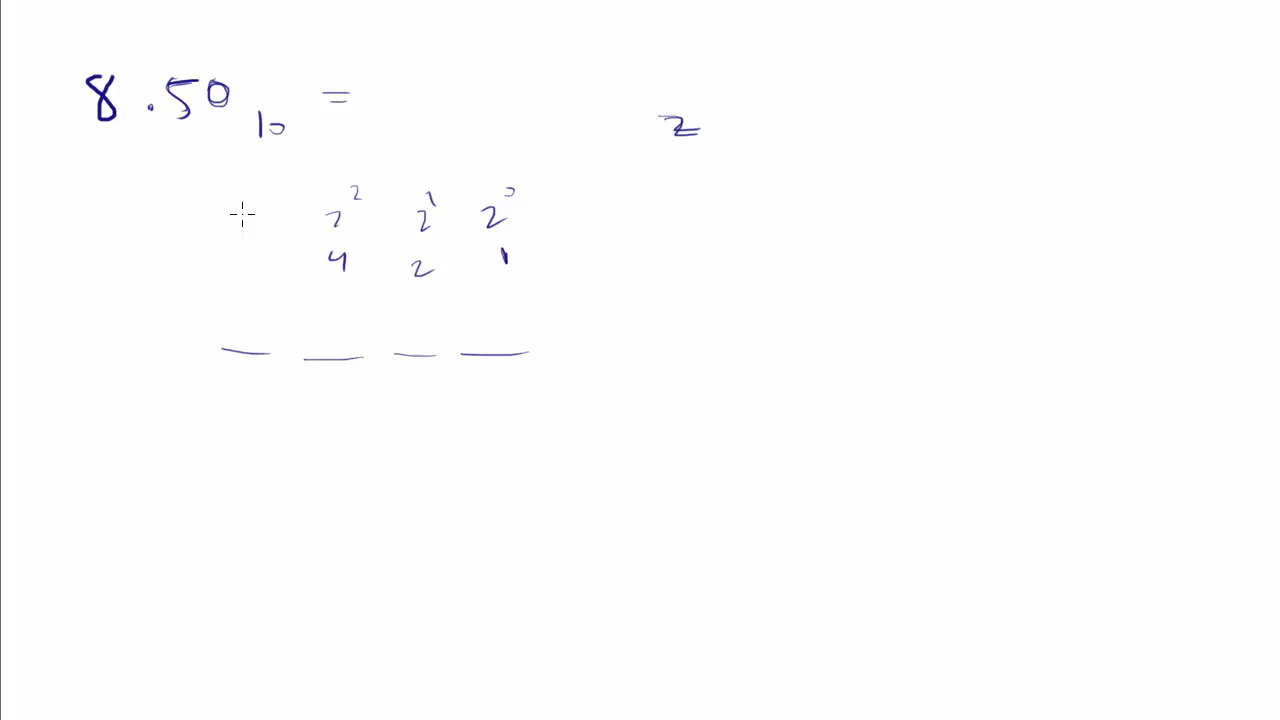 8.50₁₀ = ₂
2² 2¹ 2⁰
4 2 1